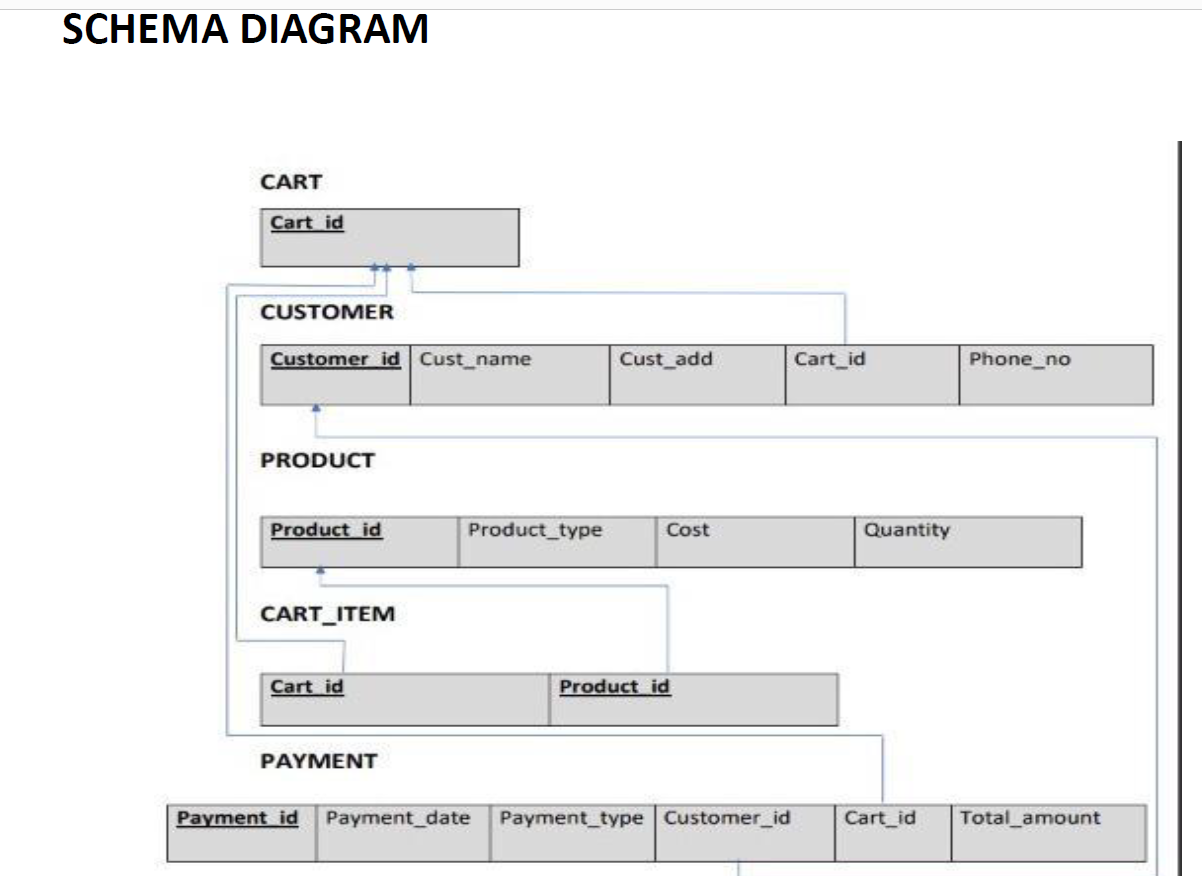 SCHEMA DIAGRAM
CART
Cart_id
CUSTOMER
Customer_id Cust_name Cust_add Cart_id Phone_no
PRODUCT
Product_id Product_type Cost Quantity
CART_ITEM
Cart_id Product_id
PAYMENT
Payment_id Payment_date Payment_type Customer_id Cart_id Total_amount